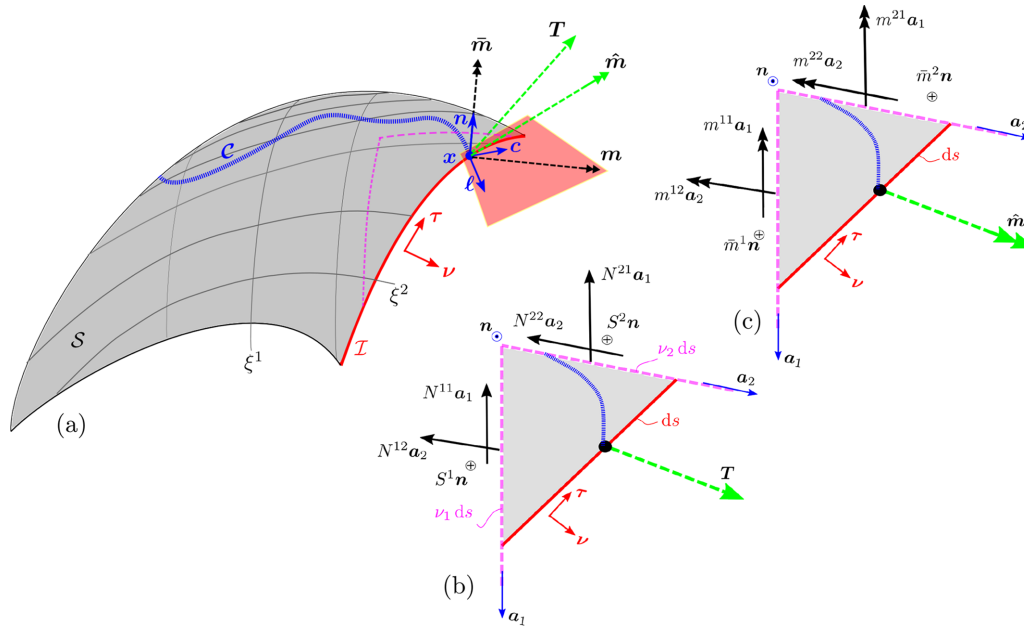 m̄
T
m̂
n
C
x
c
ℓ
m
τ
ν
ξ²
S
ξ¹
I
(a)
N²¹a₁
n
N²²a₂
S²n
ν₂ ds
a₂
N¹¹a₁
ds
N¹²a₂
S¹n
T
τ
ν₁ ds
ν
(b)
a₁
m²¹a₁
n
m²²a₂
m̄²n
a₂
m¹¹a₁
ds
m¹²a₂
m̂
m̄¹n
τ
ν
(c)
a₁